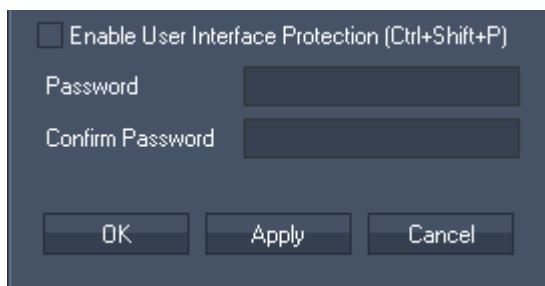 Enable User Interface Protection (Ctrl+Shift+P)
Password
Confirm Password
OK Apply Cancel